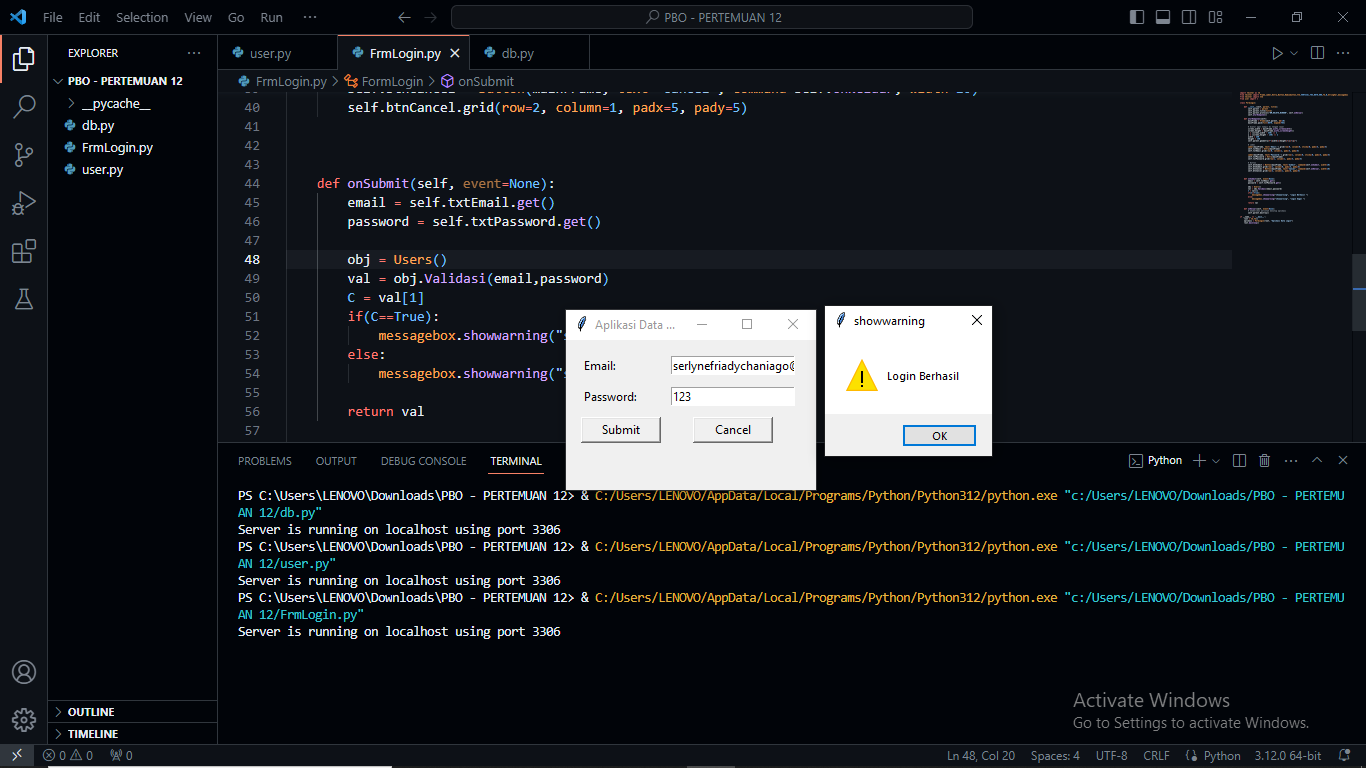 File Edit Selection View Go Run ··· PBO - PERTEMUAN 12
EXPLORER ···
PBO - PERTEMUAN 12
__pycache__
db.py
FrmLogin.py
user.py
OUTLINE
TIMELINE
user.py FrmLogin.py db.py
FrmLogin.py > FormLogin > onSubmit
40 self.btnCancel.grid(row=2, column=1, padx=5, pady=5)
41
42
43
44 def onSubmit(self, event=None):
45 email = self.txtEmail.get()
46 password = self.txtPassword.get()
47
48 obj = Users()
49 val = obj.Validasi(email,password)
50 C = val[1]
51 if(C==True):
52 messagebox.showwarning("s
53 else:
54 messagebox.showwarning("s
55
56 return val
57
Aplikasi Data ...
Email: serlynefriadychaniago@
Password: 123
Submit Cancel
showwarning
Login Berhasil
OK
PROBLEMS OUTPUT DEBUG CONSOLE TERMINAL Python
PS C:\Users\LENOVO\Downloads\PBO - PERTEMUAN 12> & C:/Users/LENOVO/AppData/Local/Programs/Python/Python312/python.exe "c:/Users/LENOVO/Downloads/PBO - PERTEMU
AN 12/db.py"
Server is running on localhost using port 3306
PS C:\Users\LENOVO\Downloads\PBO - PERTEMUAN 12> & C:/Users/LENOVO/AppData/Local/Programs/Python/Python312/python.exe "c:/Users/LENOVO/Downloads/PBO - PERTEMU
AN 12/user.py"
Server is running on localhost using port 3306
PS C:\Users\LENOVO\Downloads\PBO - PERTEMUAN 12> & C:/Users/LENOVO/AppData/Local/Programs/Python/Python312/python.exe "c:/Users/LENOVO/Downloads/PBO - PERTEMU
AN 12/FrmLogin.py"
Server is running on localhost using port 3306
Activate Windows
Go to Settings to activate Windows.
0 0 0 Ln 48, Col 20 Spaces: 4 UTF-8 CRLF Python 3.12.0 64-bit